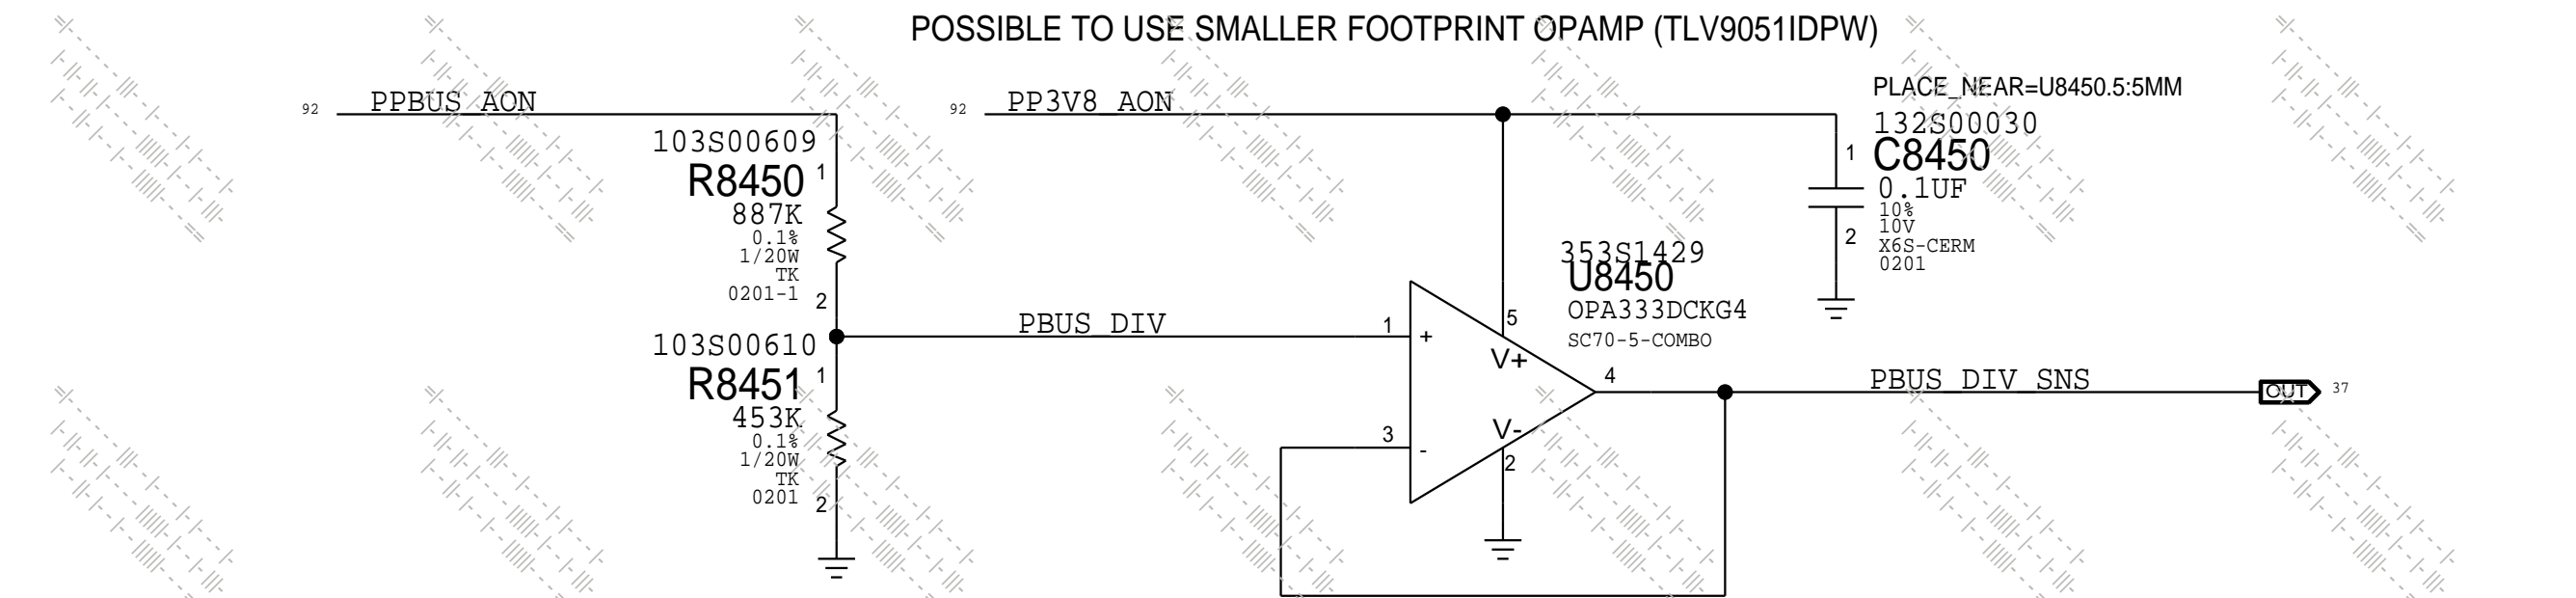 POSSIBLE TO USE SMALLER FOOTPRINT OPAMP (TLV9051IDPW)
92 PPBUS_AON
92 PP3V8_AON
PLACE_NEAR=U8450.5:5MM
132S00030
C8450
1
0.1UF
10%
10V
X6S-CERM
0201
2
103S00609
R8450
1
887K
0.1%
1/20W
TK
0201-1
2
PBUS_DIV
103S00610
R8451
1
453K
0.1%
1/20W
TK
0201
2
353S1429
U8450
OPA333DCKG4
SC70-5-COMBO
1
+
5
V+
4
3
-
V-
2
PBUS_DIV_SNS
OUT
37